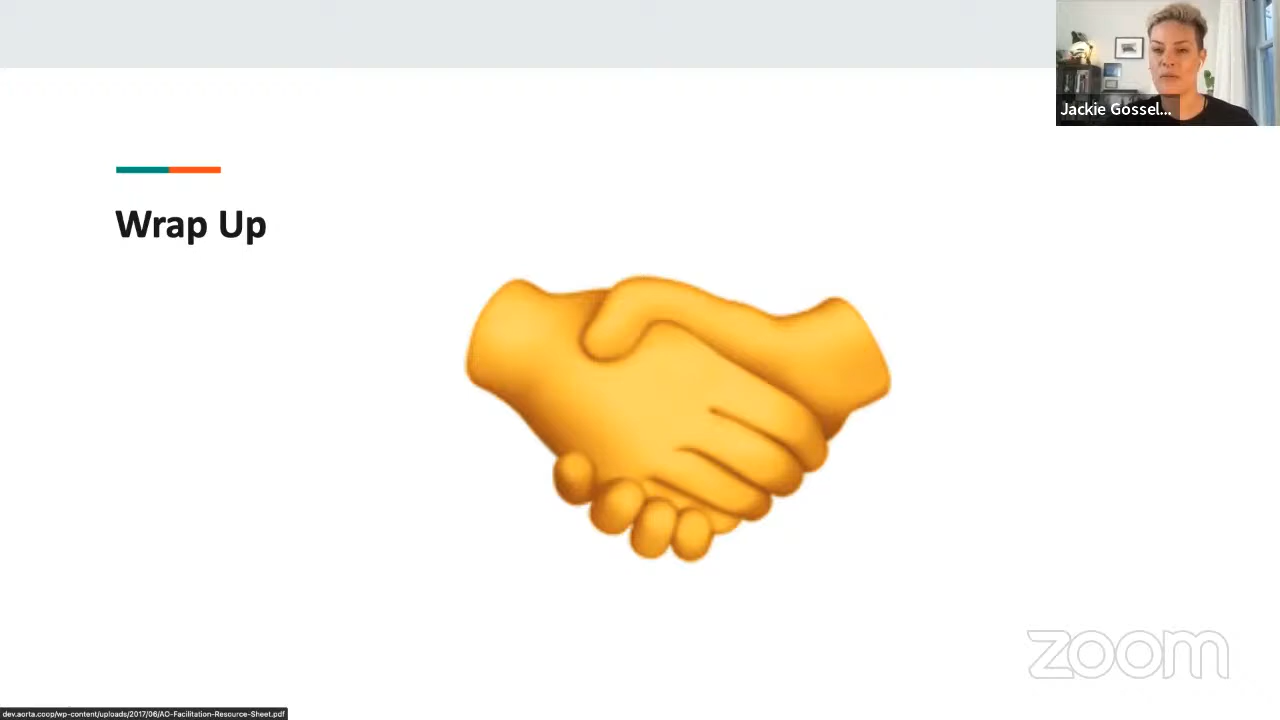 Jackie Gossel...
Wrap Up
zoom
dev.aorta.coop/wp-content/uploads/2017/06/AO-Facilitation-Resource-Sheet.pdf